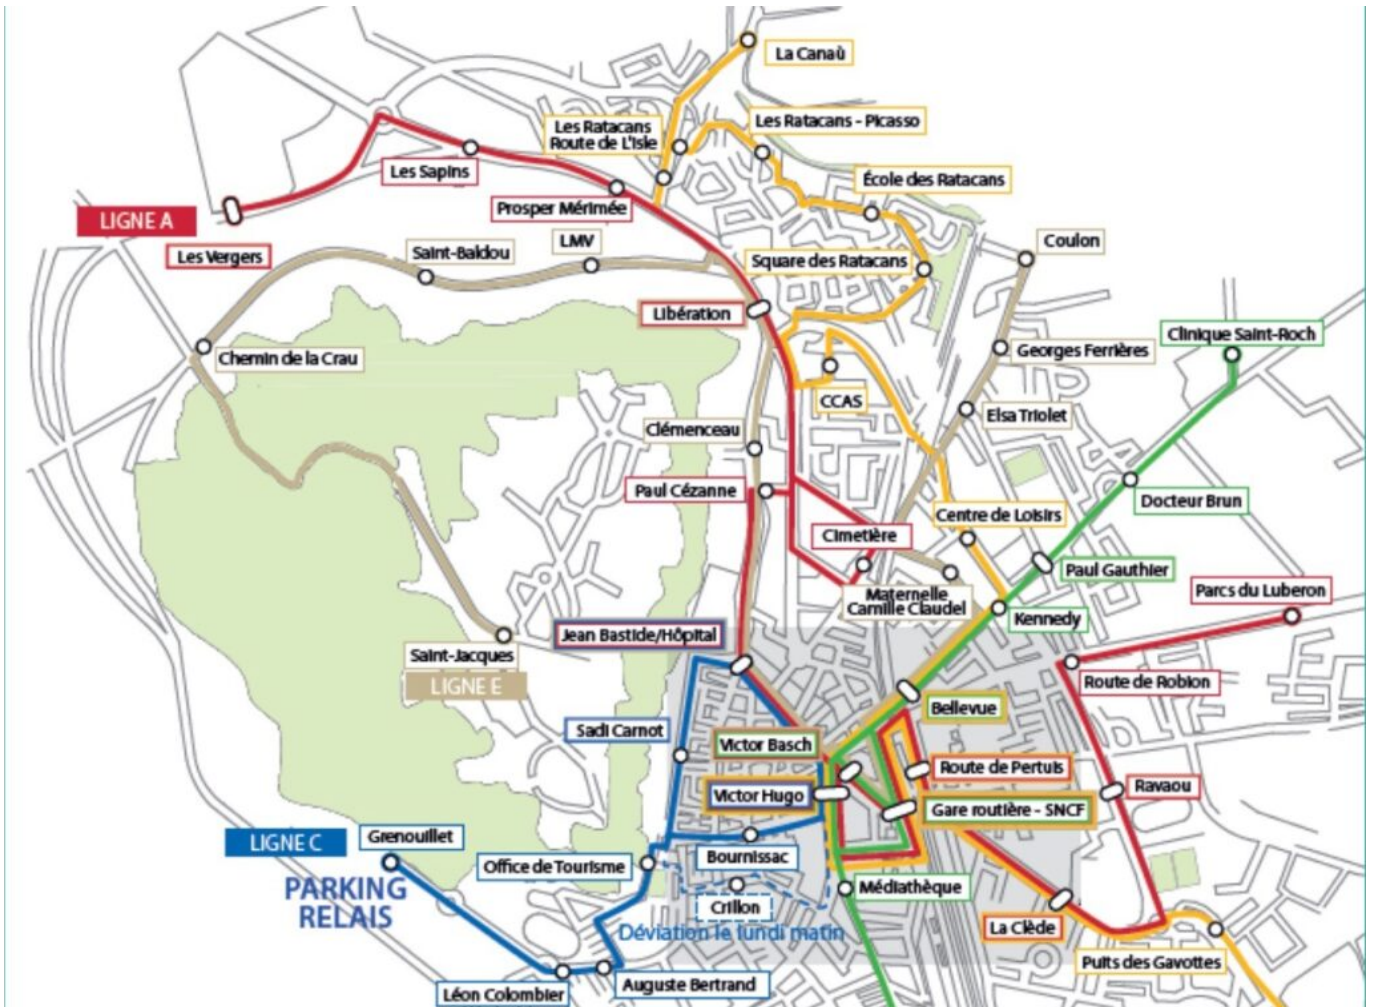 La Canaù
Les Ratacans
Route de L'Isle
Les Ratacans - Picasso
Les Sapins
École des Ratacans
Prosper Mérimée
LIGNE A
Coulon
Saint-Baldou
LMV
Les Vergers
Square des Ratacans
Libération
Clinique Saint-Roch
Chemin de la Crau
Georges Ferrières
CCAS
Elsa Triolet
Clémenceau
Paul Cézanne
Docteur Brun
Centre de Loisirs
Cimetière
Paul Gauthier
Maternelle
Camille Claudel
Parcs du Luberon
Kennedy
Jean Bastide/Hôpital
Saint-Jacques
LIGNE E
Route de Robion
Bellevue
Sadi Carnot
Victor Basch
Route de Pertuis
Victor Hugo
Ravaou
Gare routière - SNCF
LIGNE C
Grenouillet
PARKING
RELAIS
Office de Tourisme
Bournissac
Médiathèque
Crillon
La Clède
Déviation le lundi matin
Puits des Gavottes
Auguste Bertrand
Léon Colombier